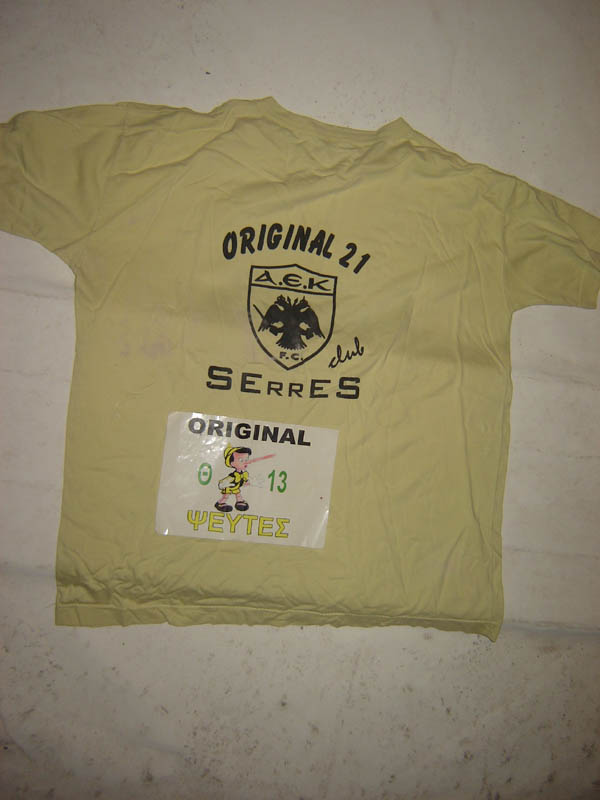 ORIGINAL 21
A.E.K
F.C.
club
SERRES
ORIGINAL
Θ 13
ΨΕΥΤΕΣ